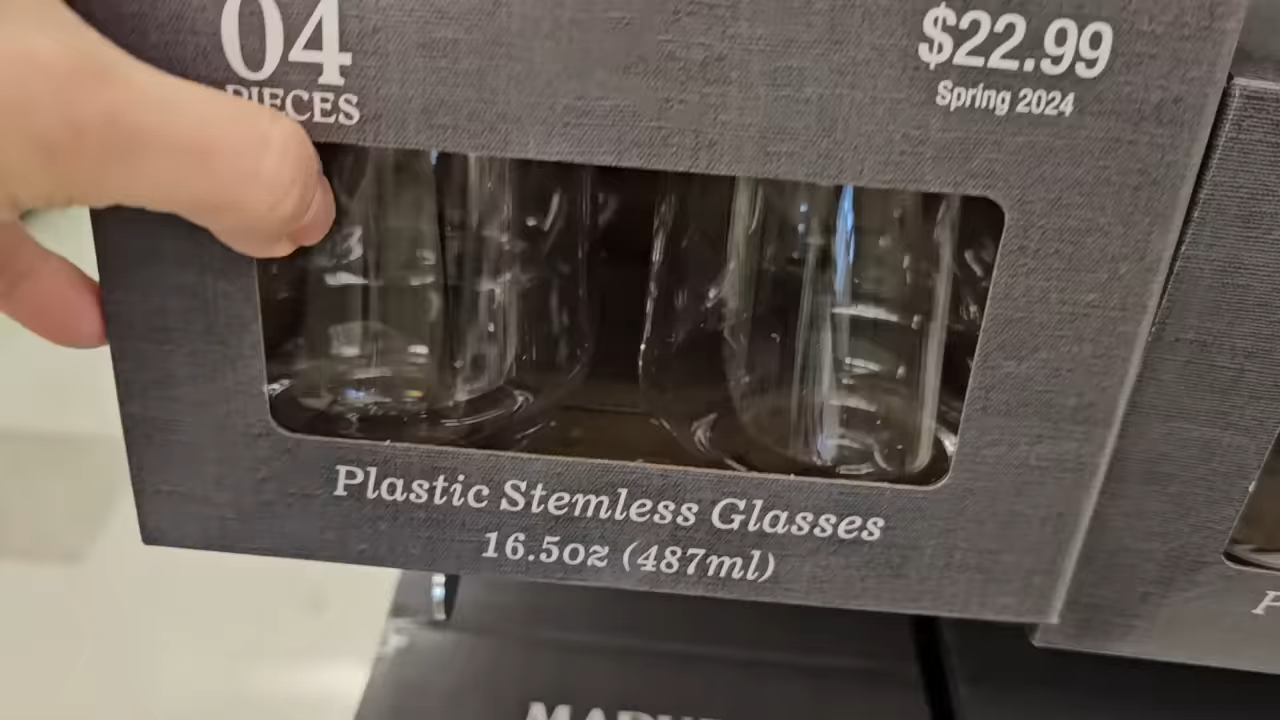 04
PIECES
$22.99
Spring 2024
Plastic Stemless Glasses
16.5oz (487ml)